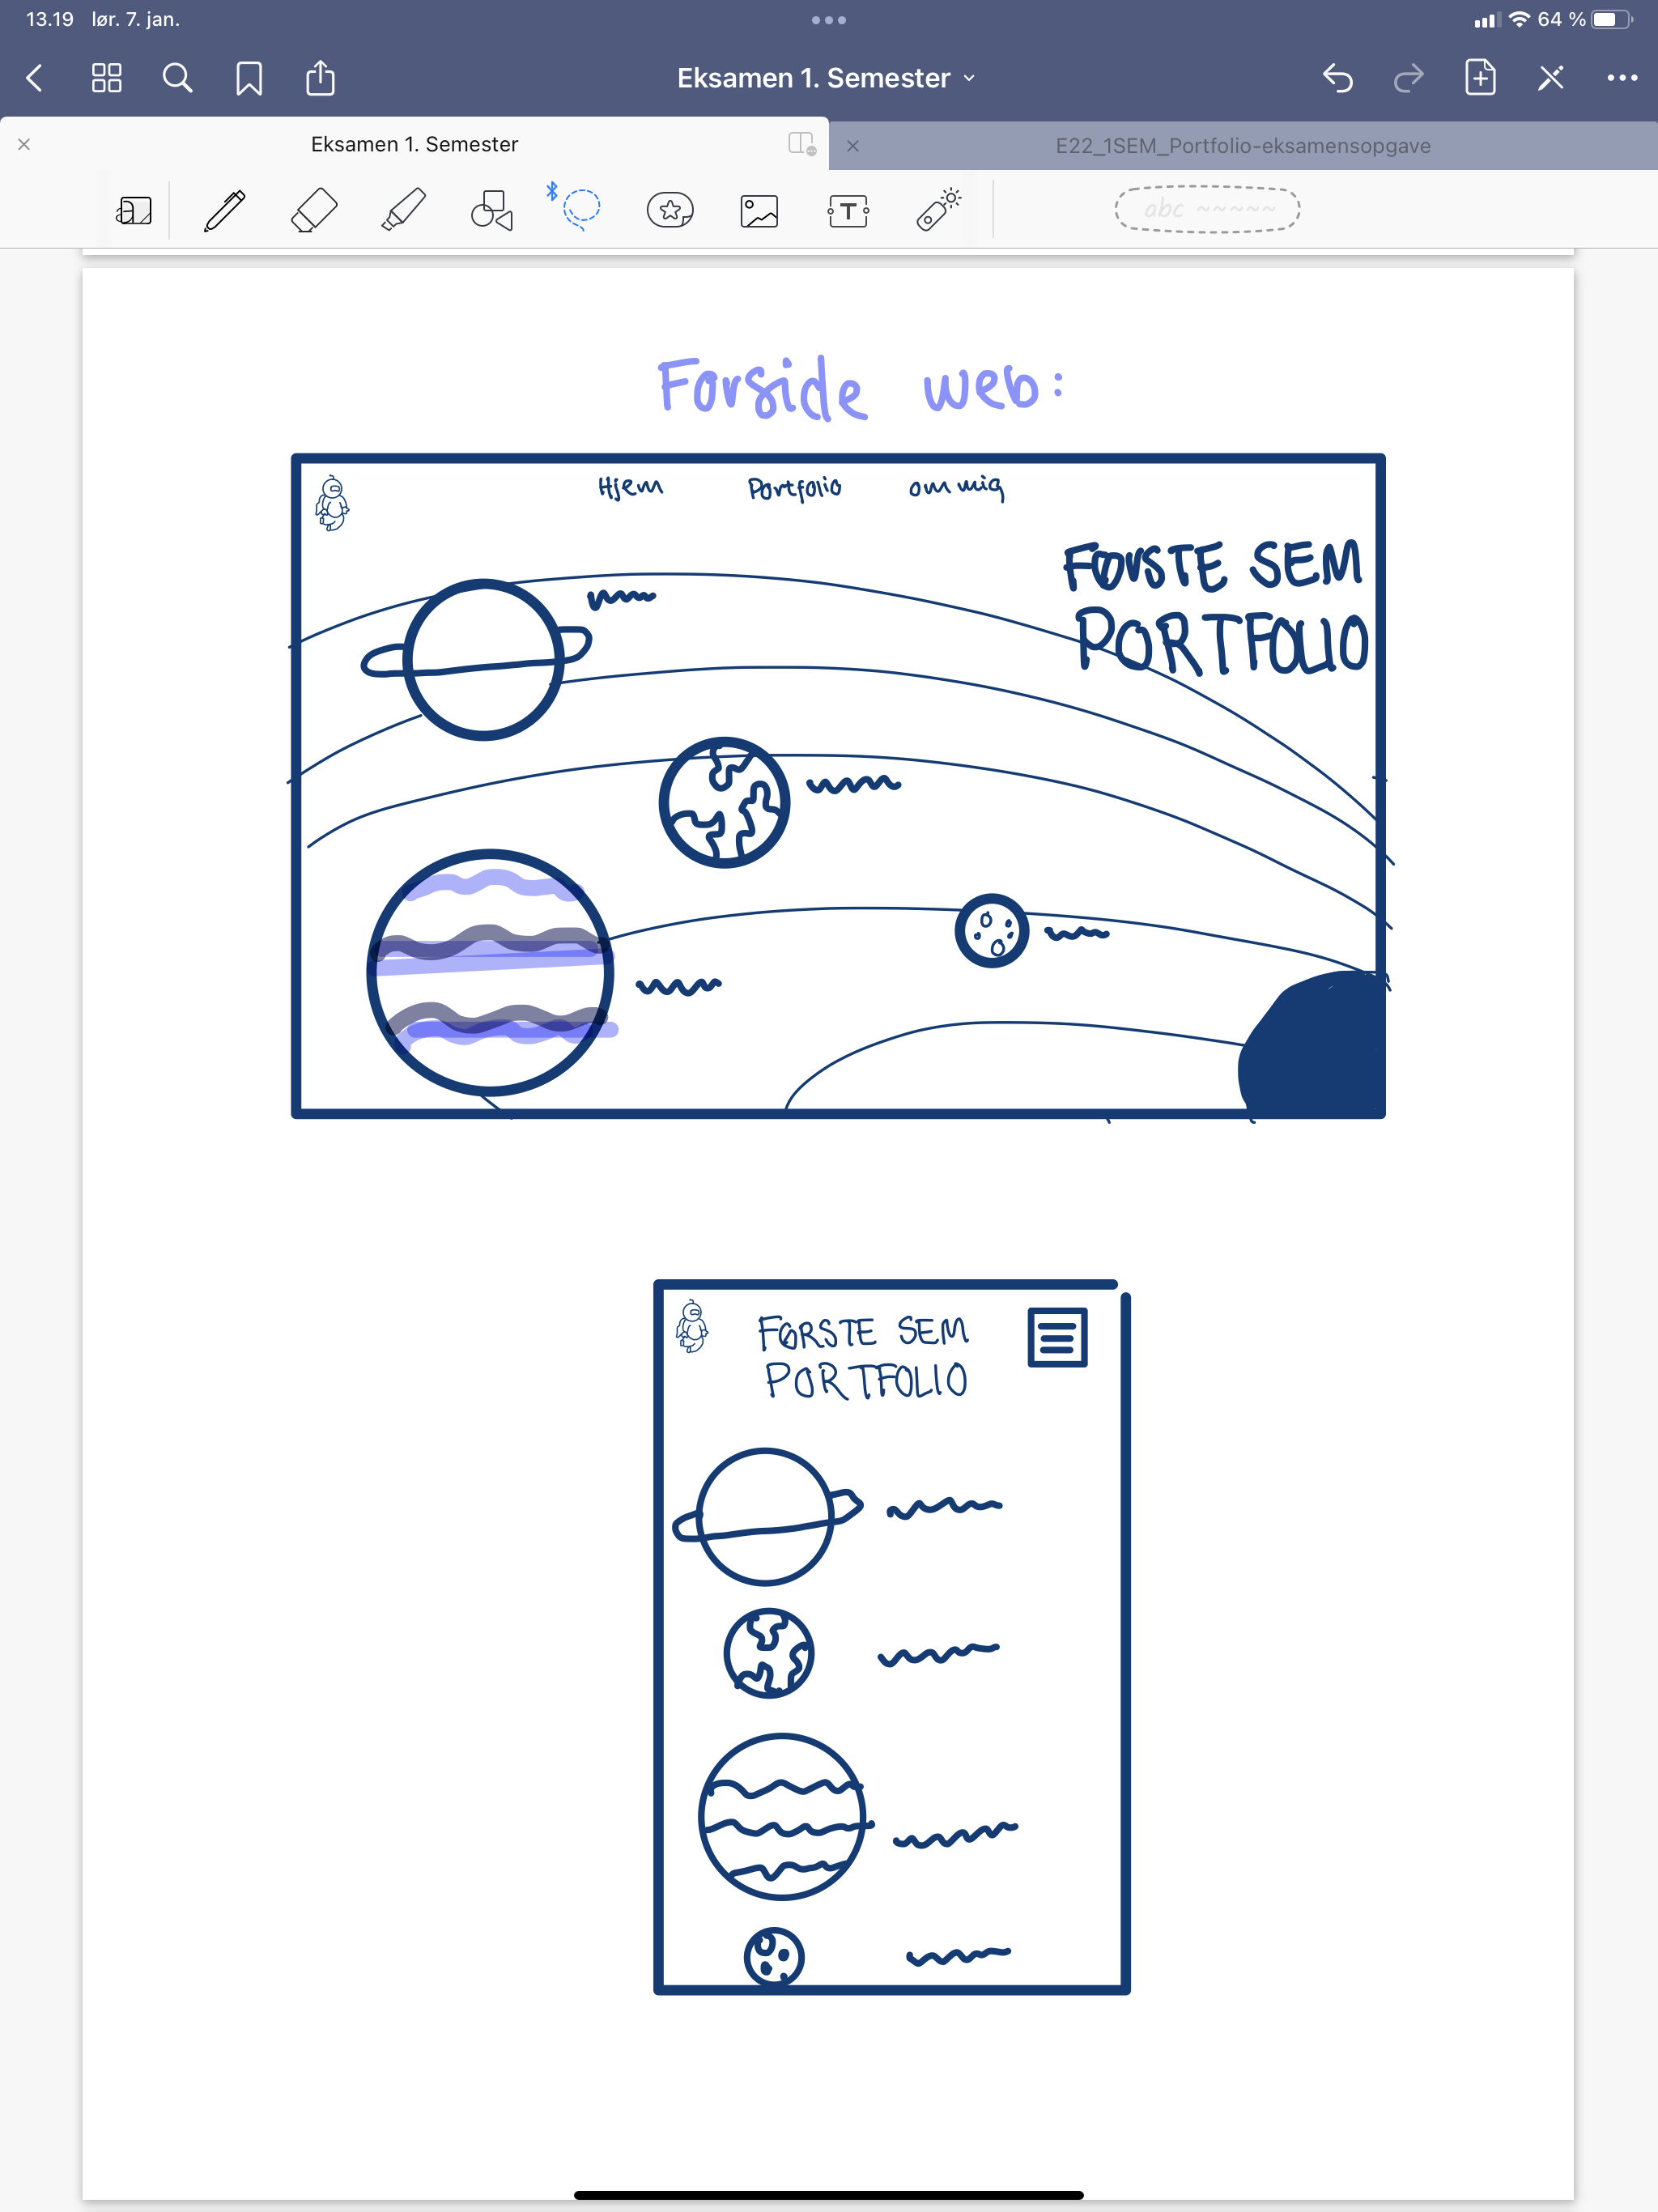 13.19 lør. 7. jan.
64 %
Eksamen 1. Semester
Eksamen 1. Semester
E22_1SEM_Portfolio-eksamensopgave
abc
Forside web:
Hjem Portfolio om mig
FØRSTE SEM
PORTFOLIO
FØRSTE SEM
PORTFOLIO